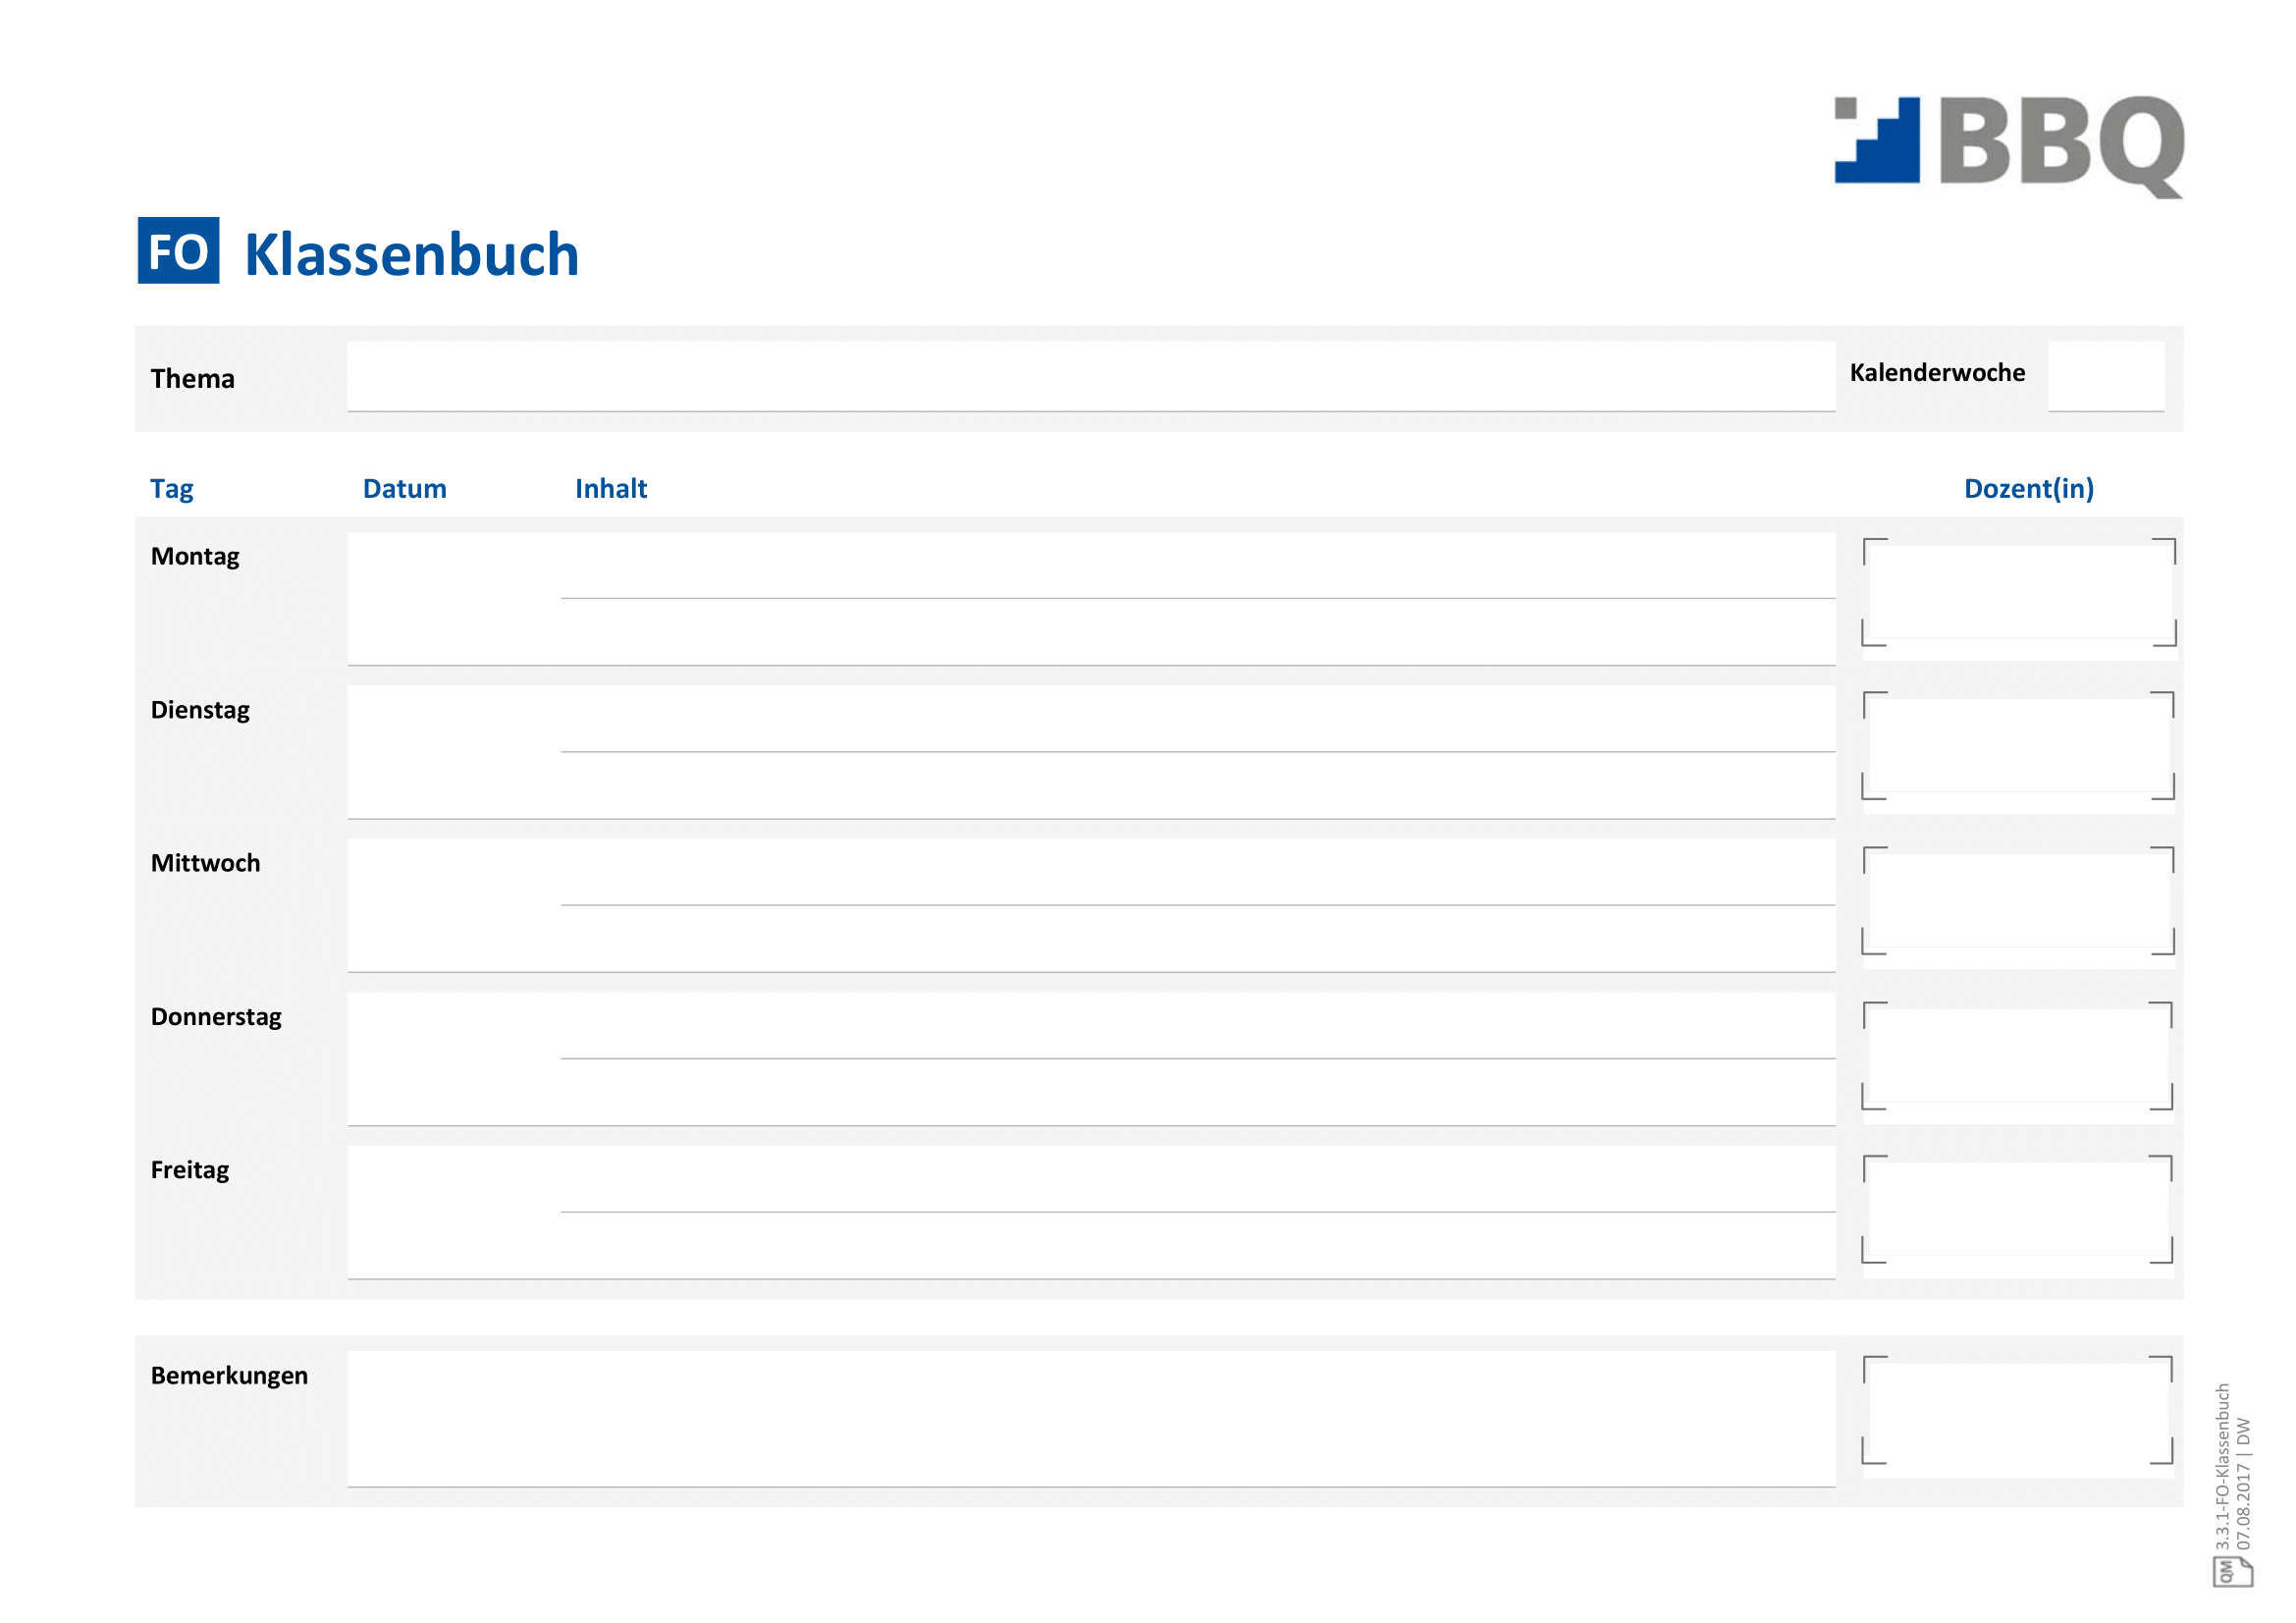 BBQ
FO Klassenbuch
Thema Kalenderwoche
Tag Datum Inhalt Dozent(in)
Montag
Dienstag
Mittwoch
Donnerstag
Freitag
Bemerkungen
3.3.1-FO-Klassenbuch
07.08.2017 | DW
QM